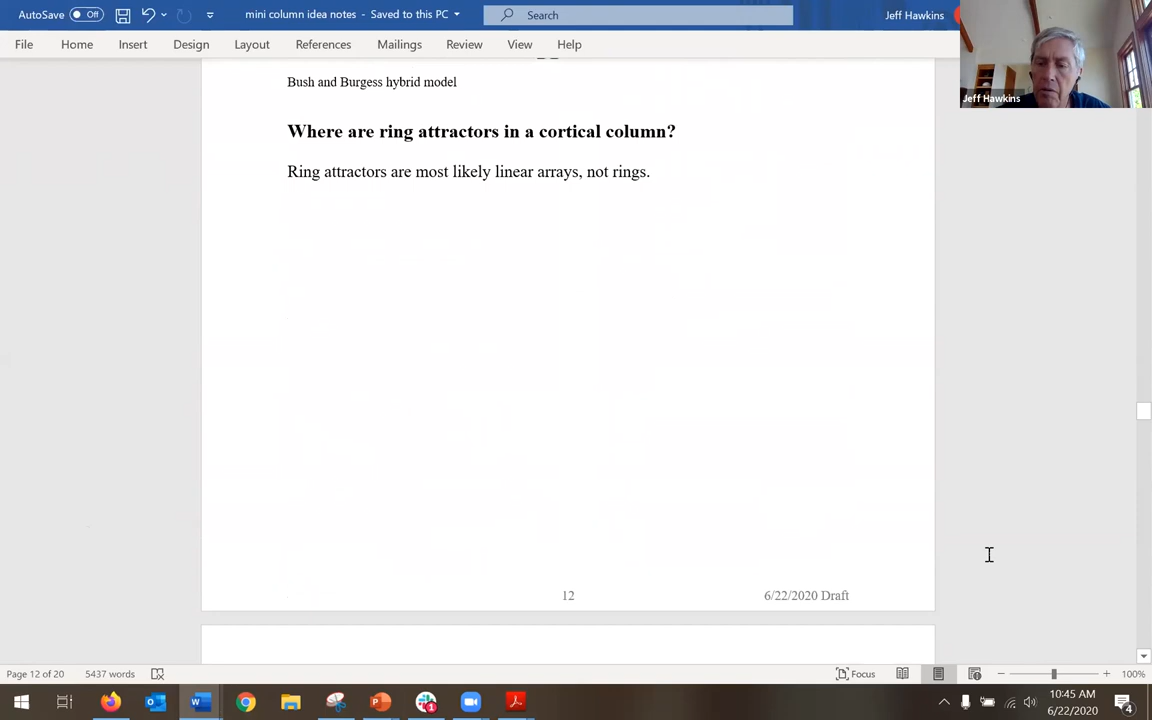 AutoSave Off mini column idea notes - Saved to this PC Search Jeff Hawkins
File Home Insert Design Layout References Mailings Review View Help
Jeff Hawkins
Bush and Burgess hybrid model
Where are ring attractors in a cortical column?
Ring attractors are most likely linear arrays, not rings.
12 6/22/2020 Draft
Page 12 of 20 5437 words Focus 100%
10:45 AM
6/22/2020
4